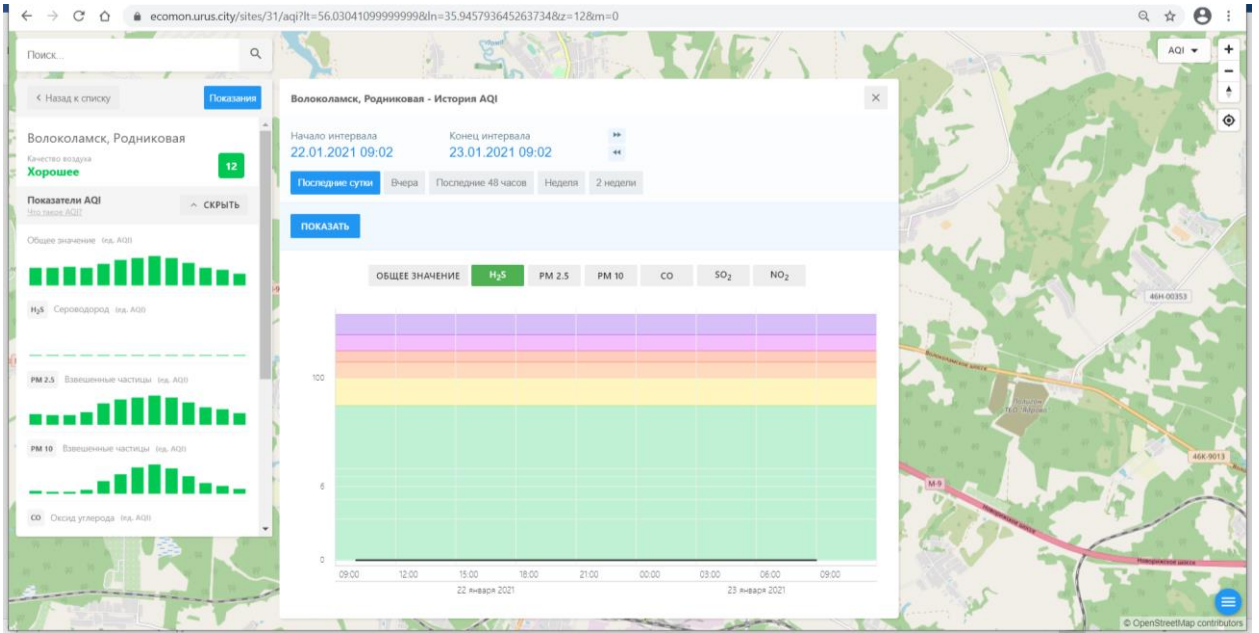 ecomon.urus.city/sites/31/aqi?lt=56.03041099999999&ln=35.945793645263734&z=12&m=0
Поиск...
AQI
+
−
Назад к списку
Показания
Волоколамск, Родниковая - История AQI
×
Волоколамск, Родниковая
Качество воздуха
Хорошее
12
Показатели AQI
Что такое AQI?
СКРЫТЬ
Общее значение (ед. AQI)
H₂S Сероводород (ед. AQI)
PM 2.5 Взвешенные частицы (ед. AQI)
PM 10 Взвешенные частицы (ед. AQI)
CO Оксид углерода (ед. AQI)
Начало интервала
22.01.2021 09:02
Конец интервала
23.01.2021 09:02
Последние сутки Вчера Последние 48 часов Неделя 2 недели
ПОКАЗАТЬ
ОБЩЕЕ ЗНАЧЕНИЕ H₂S PM 2.5 PM 10 CO SO₂ NO₂
100
6
0
09:00 12:00 15:00 18:00 21:00 00:00 03:00 06:00 09:00
22 января 2021 23 января 2021
46Н-00353
Волоколамское шоссе
Полигон
ТКО "Ядрово"
46К-9013
М-9
Новорижское шоссе
Новорижское шоссе
© OpenStreetMap contributors